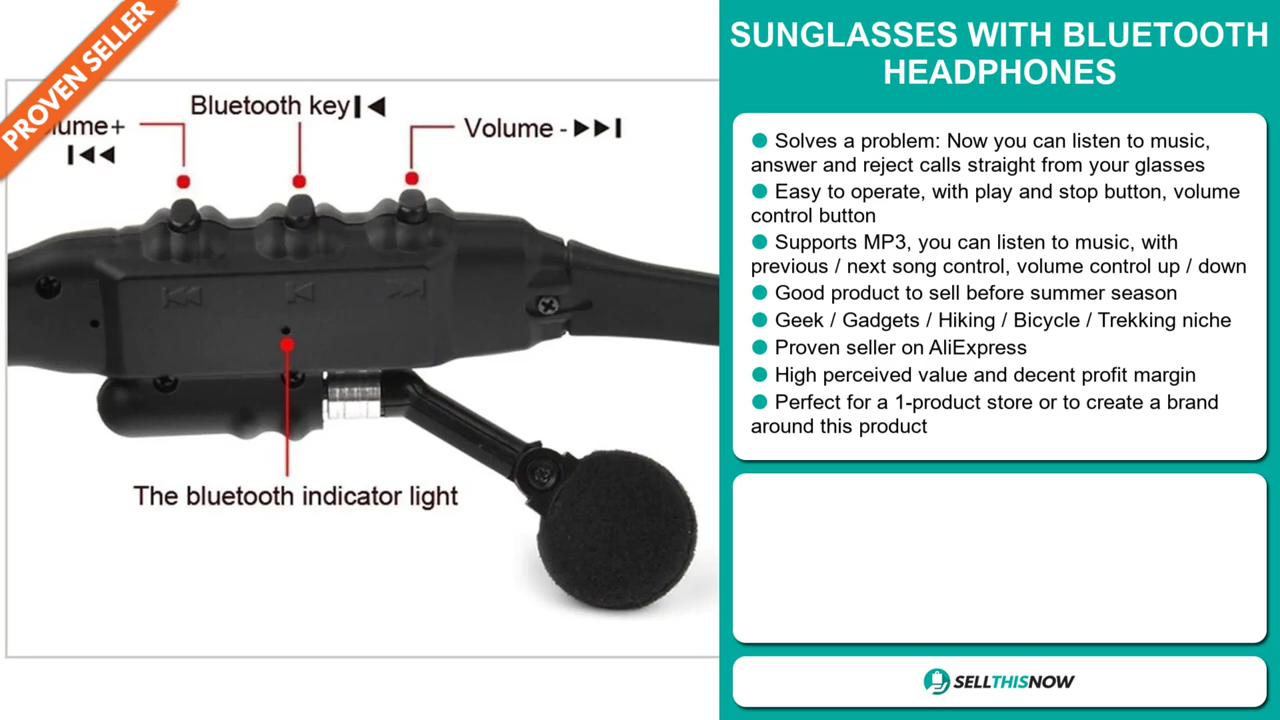 PROVEN SELLER
Bluetooth key
ume+
Volume -
The bluetooth indicator light
SUNGLASSES WITH BLUETOOTH
HEADPHONES
● Solves a problem: Now you can listen to music,
answer and reject calls straight from your glasses
● Easy to operate, with play and stop button, volume
control button
● Supports MP3, you can listen to music, with
previous / next song control, volume control up / down
● Good product to sell before summer season
● Geek / Gadgets / Hiking / Bicycle / Trekking niche
● Proven seller on AliExpress
● High perceived value and decent profit margin
● Perfect for a 1-product store or to create a brand
around this product
SELLTHISNOW